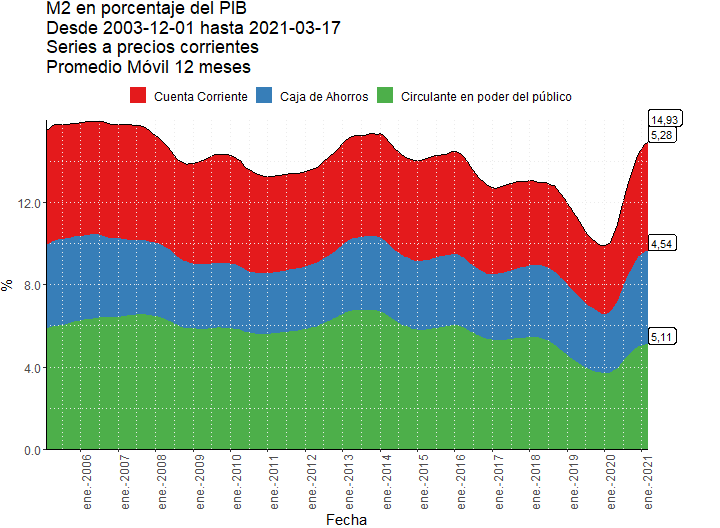 M2 en porcentaje del PIB
Desde 2003-12-01 hasta 2021-03-17
Series a precios corrientes
Promedio Móvil 12 meses
Cuenta Corriente Caja de Ahorros Circulante en poder del público
14,93
5,28
4,54
5,11
12.0
8.0
4.0
0.0
%
ene.-2006
ene.-2007
ene.-2008
ene.-2009
ene.-2010
ene.-2011
ene.-2012
ene.-2013
ene.-2014
ene.-2015
ene.-2016
ene.-2017
ene.-2018
ene.-2019
ene.-2020
ene.-2021
Fecha